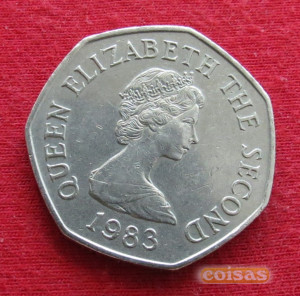 QUEEN ELIZABETH THE SECOND
1983
coisas